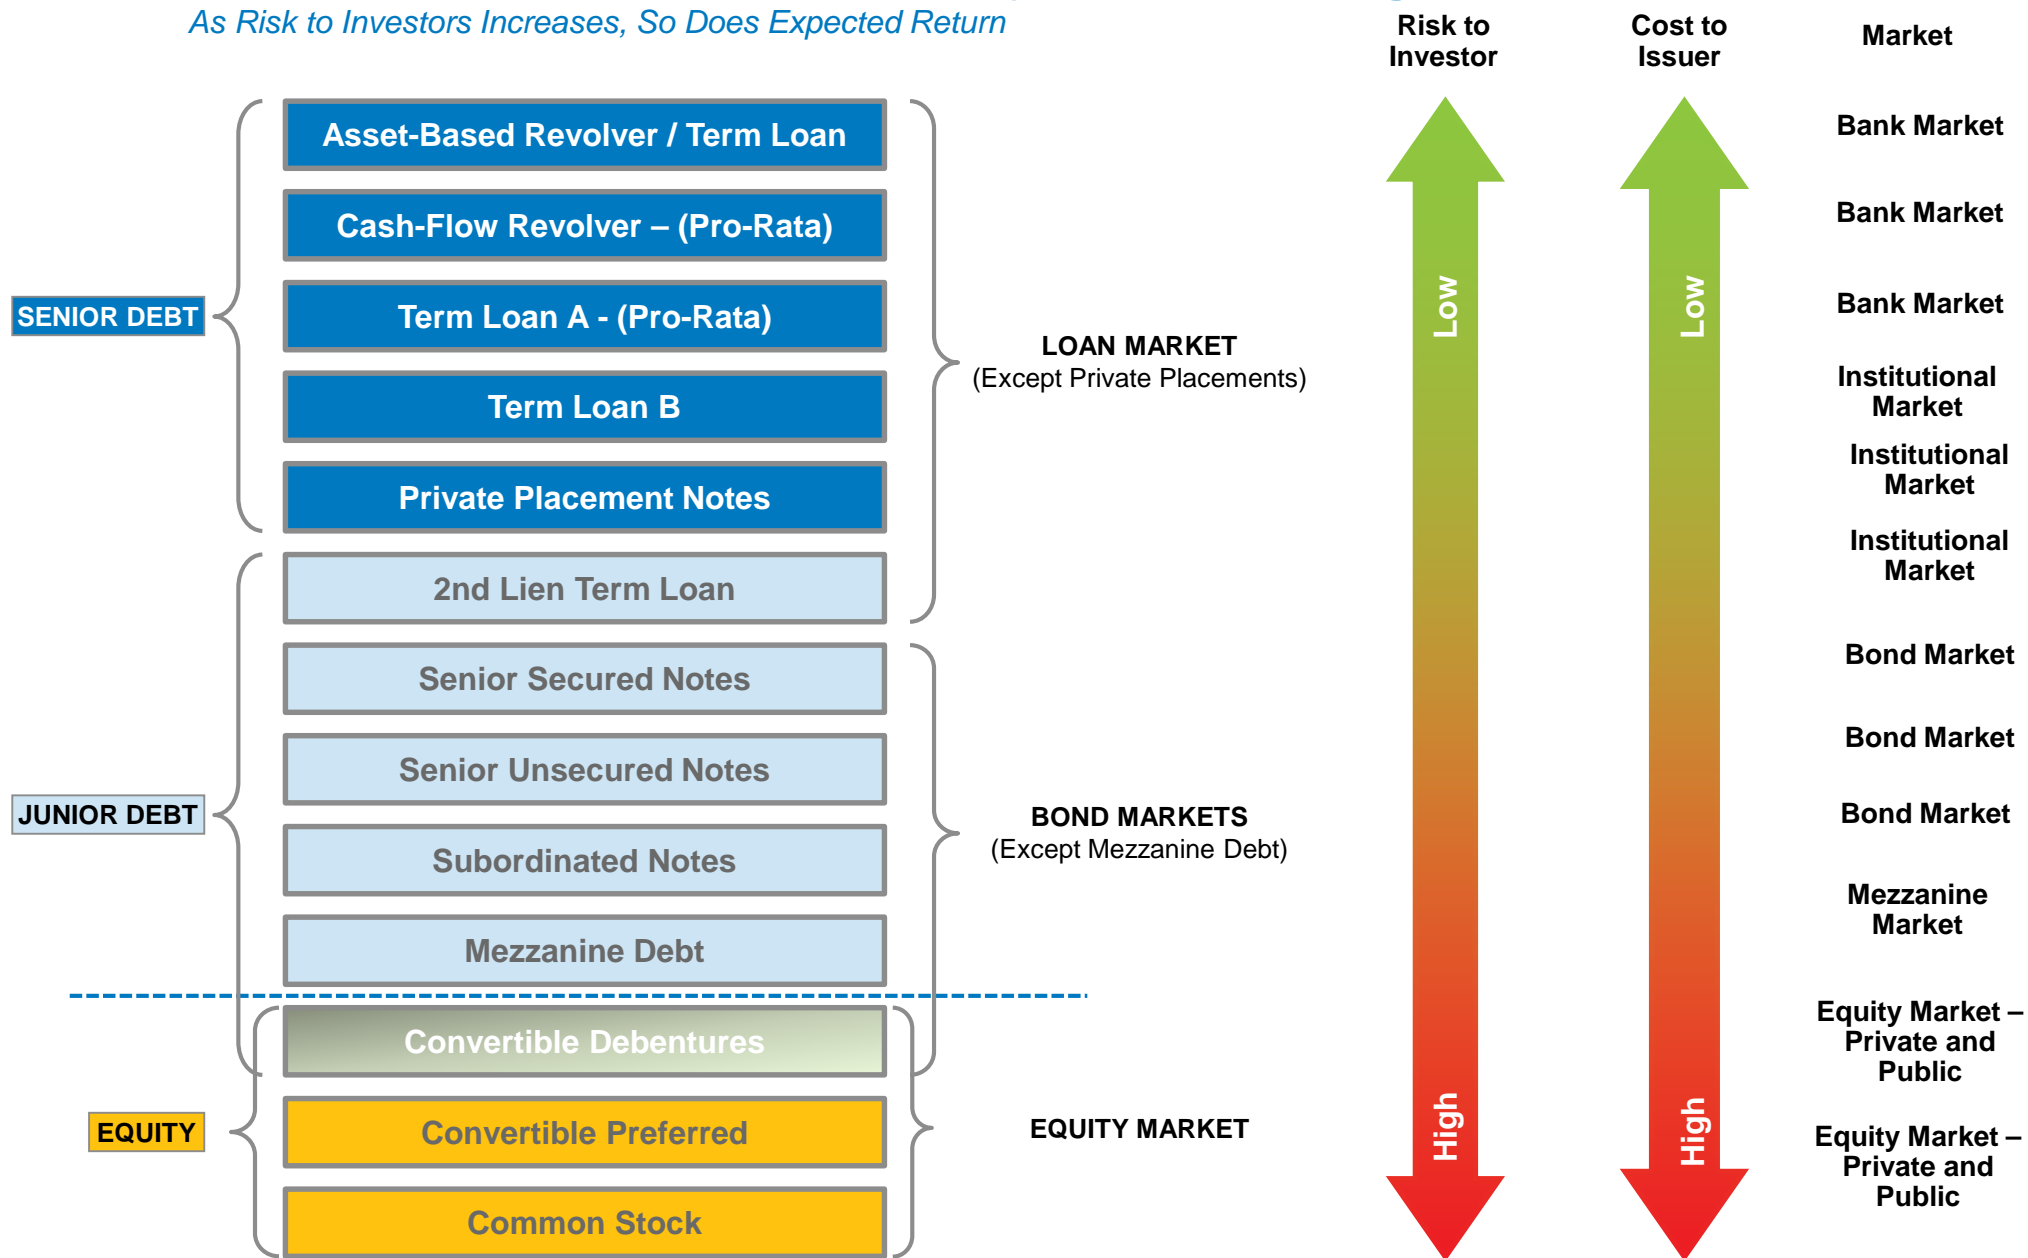 As Risk to Investors Increases, So Does Expected Return
Risk to
Investor
Cost to
Issuer
Market
SENIOR DEBT
Asset-Based Revolver / Term Loan
Cash-Flow Revolver – (Pro-Rata)
Term Loan A - (Pro-Rata)
Term Loan B
Private Placement Notes
JUNIOR DEBT
2nd Lien Term Loan
Senior Secured Notes
Senior Unsecured Notes
Subordinated Notes
Mezzanine Debt
EQUITY
Convertible Debentures
Convertible Preferred
Common Stock
LOAN MARKET
(Except Private Placements)
BOND MARKETS
(Except Mezzanine Debt)
EQUITY MARKET
Low
High
Low
High
Bank Market
Bank Market
Bank Market
Institutional
Market
Institutional
Market
Institutional
Market
Bond Market
Bond Market
Bond Market
Mezzanine
Market
Equity Market –
Private and
Public
Equity Market –
Private and
Public